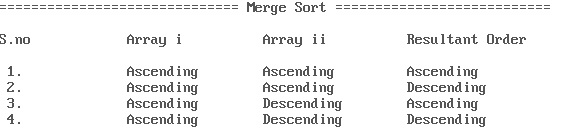 ============================== Merge Sort ===========================
S.no Array i Array ii Resultant Order
1. Ascending Ascending Ascending
2. Ascending Ascending Descending
3. Ascending Descending Ascending
4. Ascending Descending Descending